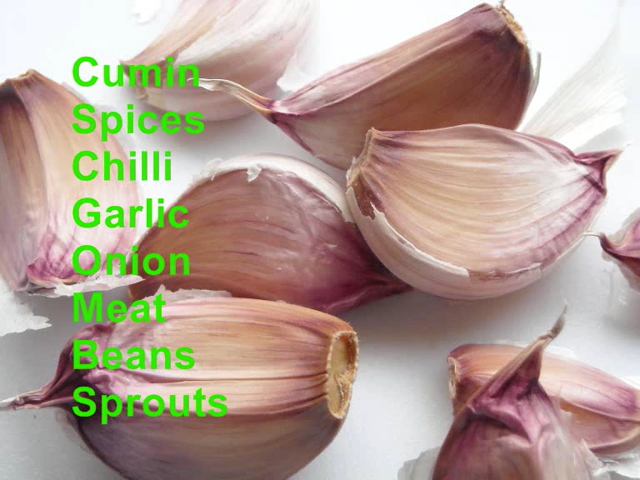 Cumin
Spices
Chilli
Garlic
Onion
Meat
Beans
Sprouts